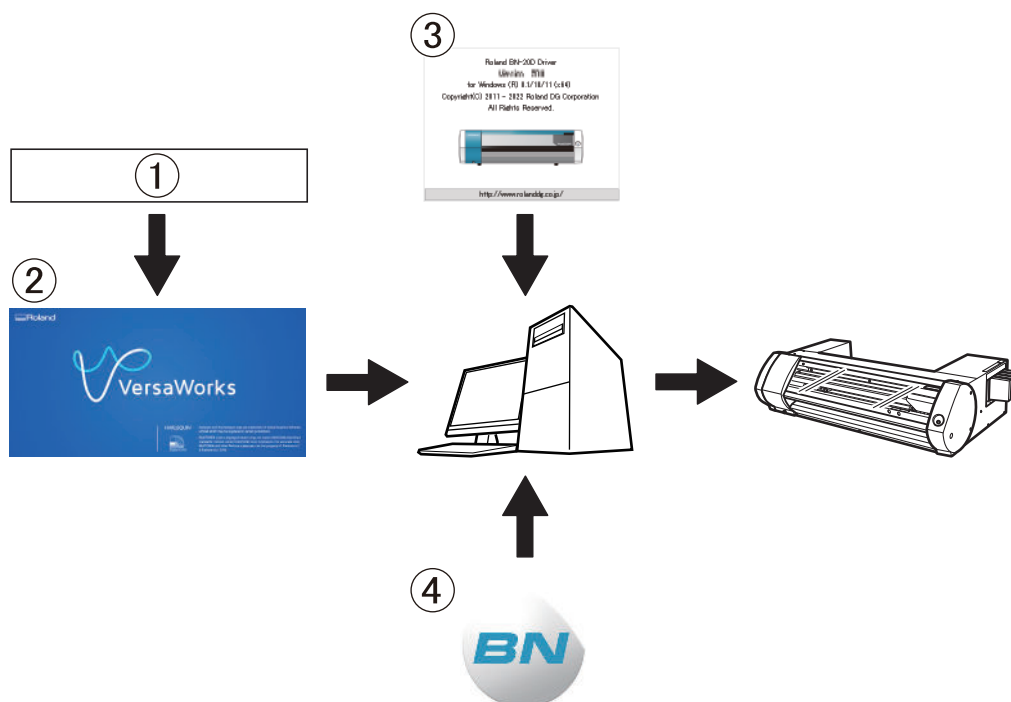 ③
Roland BN-20D Driver
for Windows (R) 8.1/10/11 (x64)
Copyright(C) 2011 - 2022 Roland DG Corporation
All Rights Reserved.
http://www.rolanddg.co.jp/
①
②
Roland
VersaWorks
HARLEQUIN
④
BN